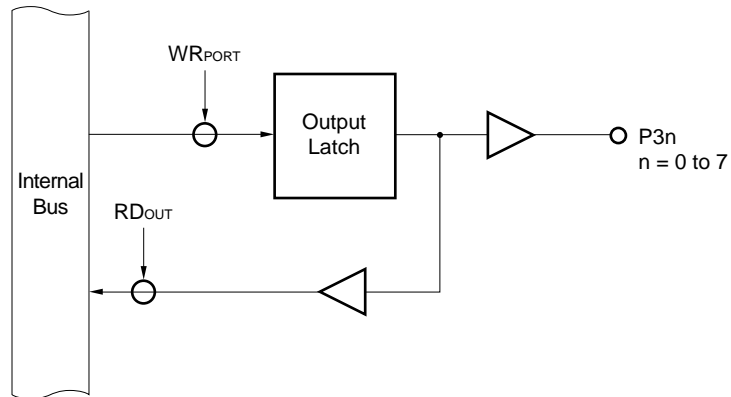 WRPORT
Output
Latch
P3n
n = 0 to 7
Internal
Bus
RDOUT